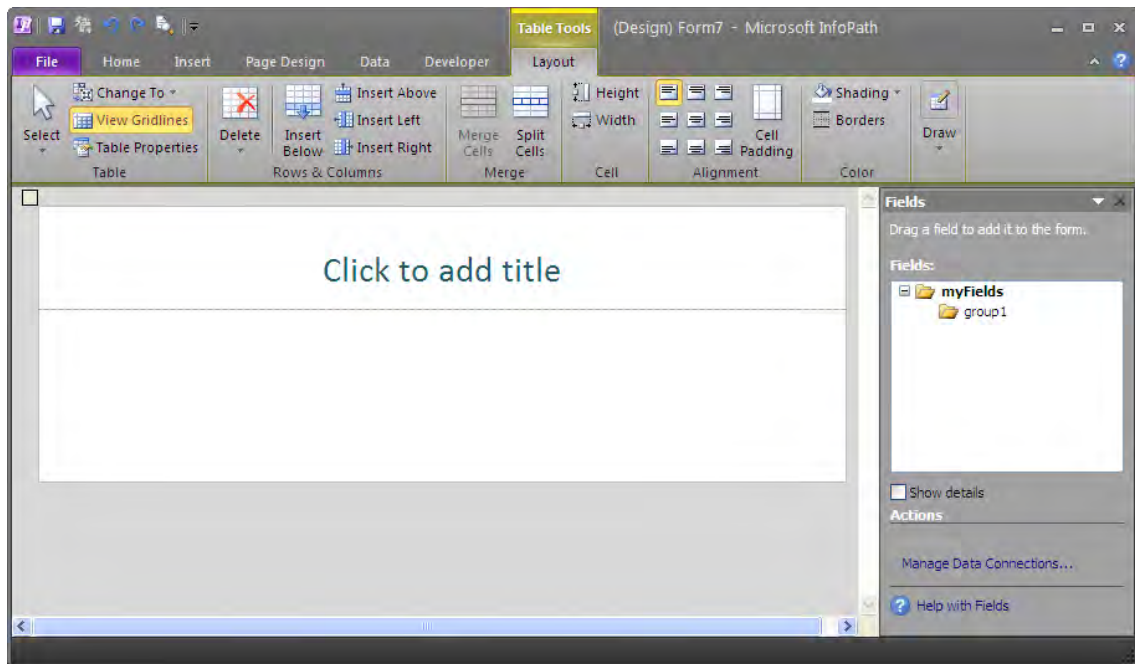 Table Tools (Design) Form7 - Microsoft InfoPath
File Home Insert Page Design Data Developer Layout
Select
Change To
View Gridlines
Table Properties
Table
Delete
Insert Below
Insert Above
Insert Left
Insert Right
Rows & Columns
Merge Cells
Split Cells
Merge
Height
Width
Cell
Cell Padding
Alignment
Shading
Borders
Color
Draw
Click to add title
Fields
Drag a field to add it to the form.
Fields:
myFields
group1
Show details
Actions
Manage Data Connections...
Help with Fields